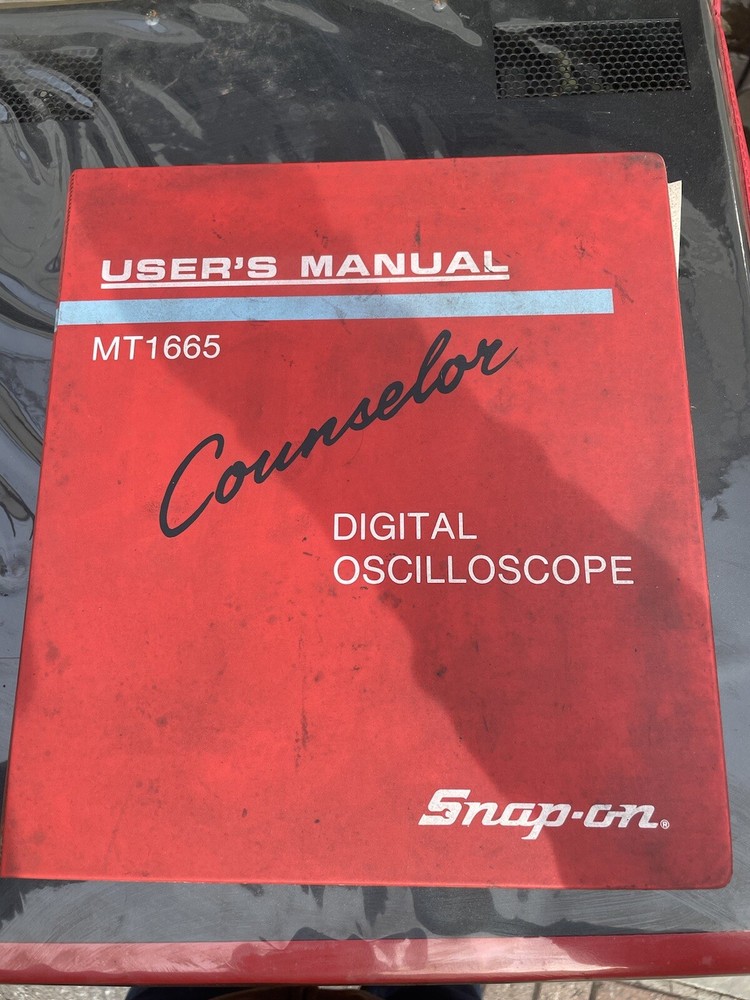 USER'S MANUAL
MT1665
Counselor
DIGITAL
OSCILLOSCOPE
Snap-on®